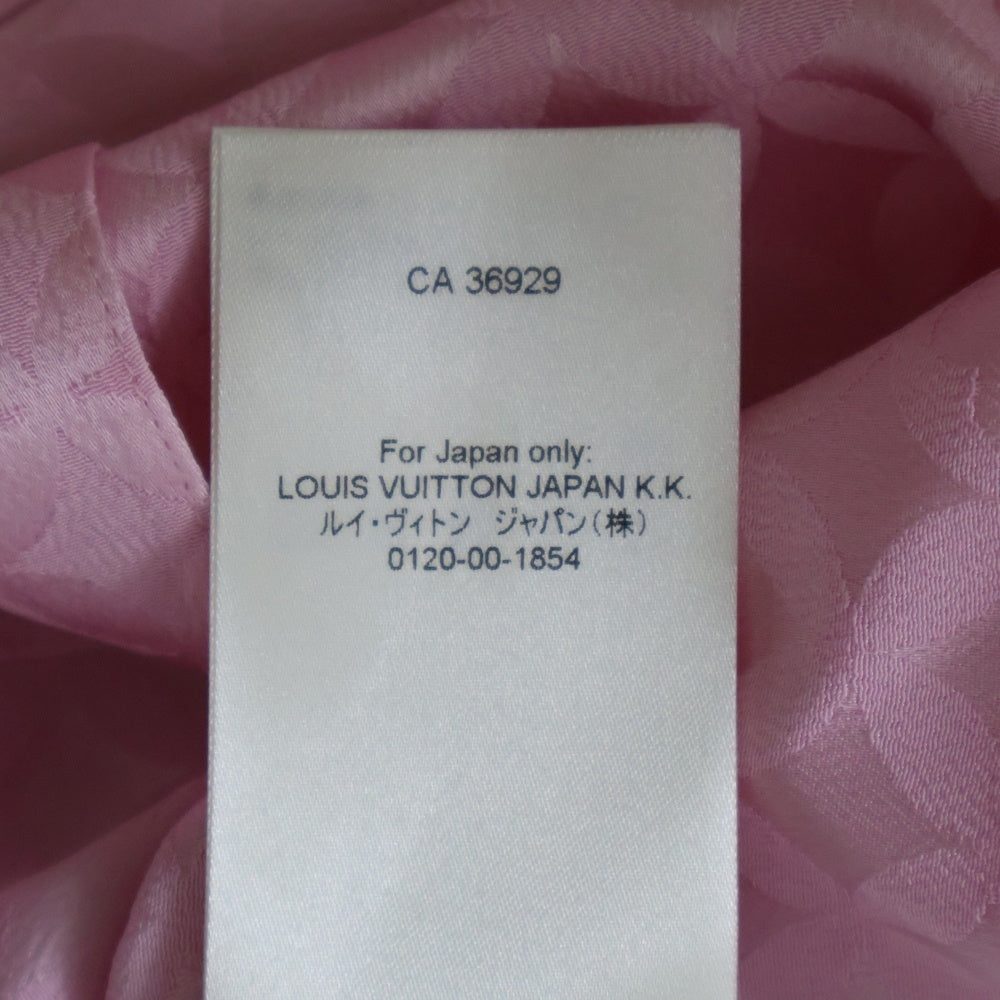 CA 36929
For Japan only:
LOUIS VUITTON JAPAN K.K.
ルイ・ヴィトン ジャパン(株)
0120-00-1854